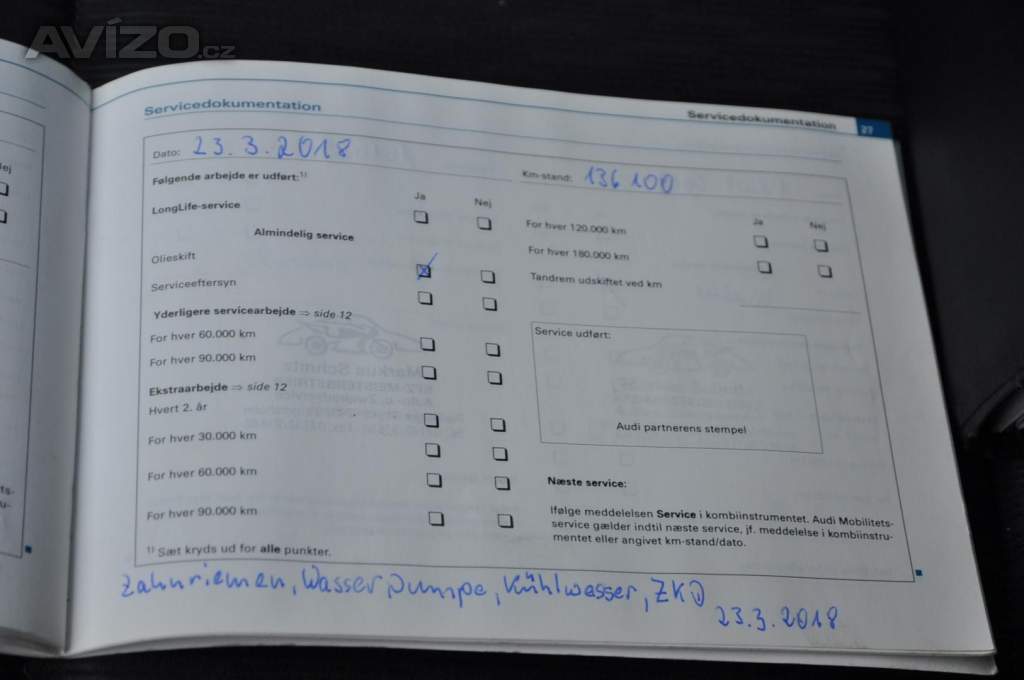 AVÍZO.cz
Servicedokumentation
Servicedokumentation 27
Dato: 23.3.2018
Km-stand: 136 100
Følgende arbejde er udført:1)
Ja Nej
Ja Nej
LongLife-service
For hver 120.000 km
Almindelig service
For hver 180.000 km
Olieskift
Tandrem udskiftet ved km
Serviceeftersyn
Yderligere servicearbejde ⇒ side 12
Service udført:
For hver 60.000 km
For hver 90.000 km
Ekstraarbejde ⇒ side 12
Hvert 2. år
Audi partnerens stempel
For hver 30.000 km
For hver 60.000 km
Næste service:
For hver 90.000 km
Ifølge meddelelsen Service i kombiinstrumentet. Audi Mobilitets-
service gælder indtil næste service, jf. meddelelse i kombiinstru-
mentet eller angivet km-stand/dato.
1) Sæt kryds ud for alle punkter.
Zahnriemen, Wasserpumpe, Kühlwasser, ZKD
23.3.2018